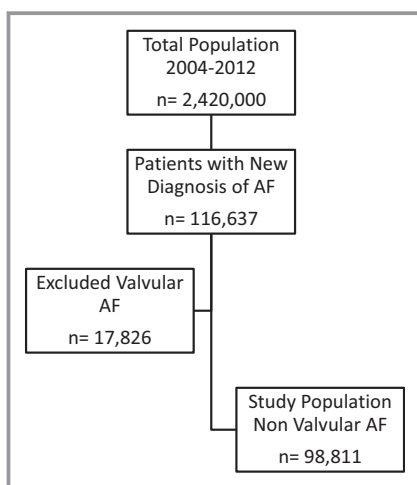 Total Population
2004-2012
n= 2,420,000
Patients with New
Diagnosis of AF
n= 116,637
Excluded Valvular
AF
n= 17,826
Study Population
Non Valvular AF
n= 98,811